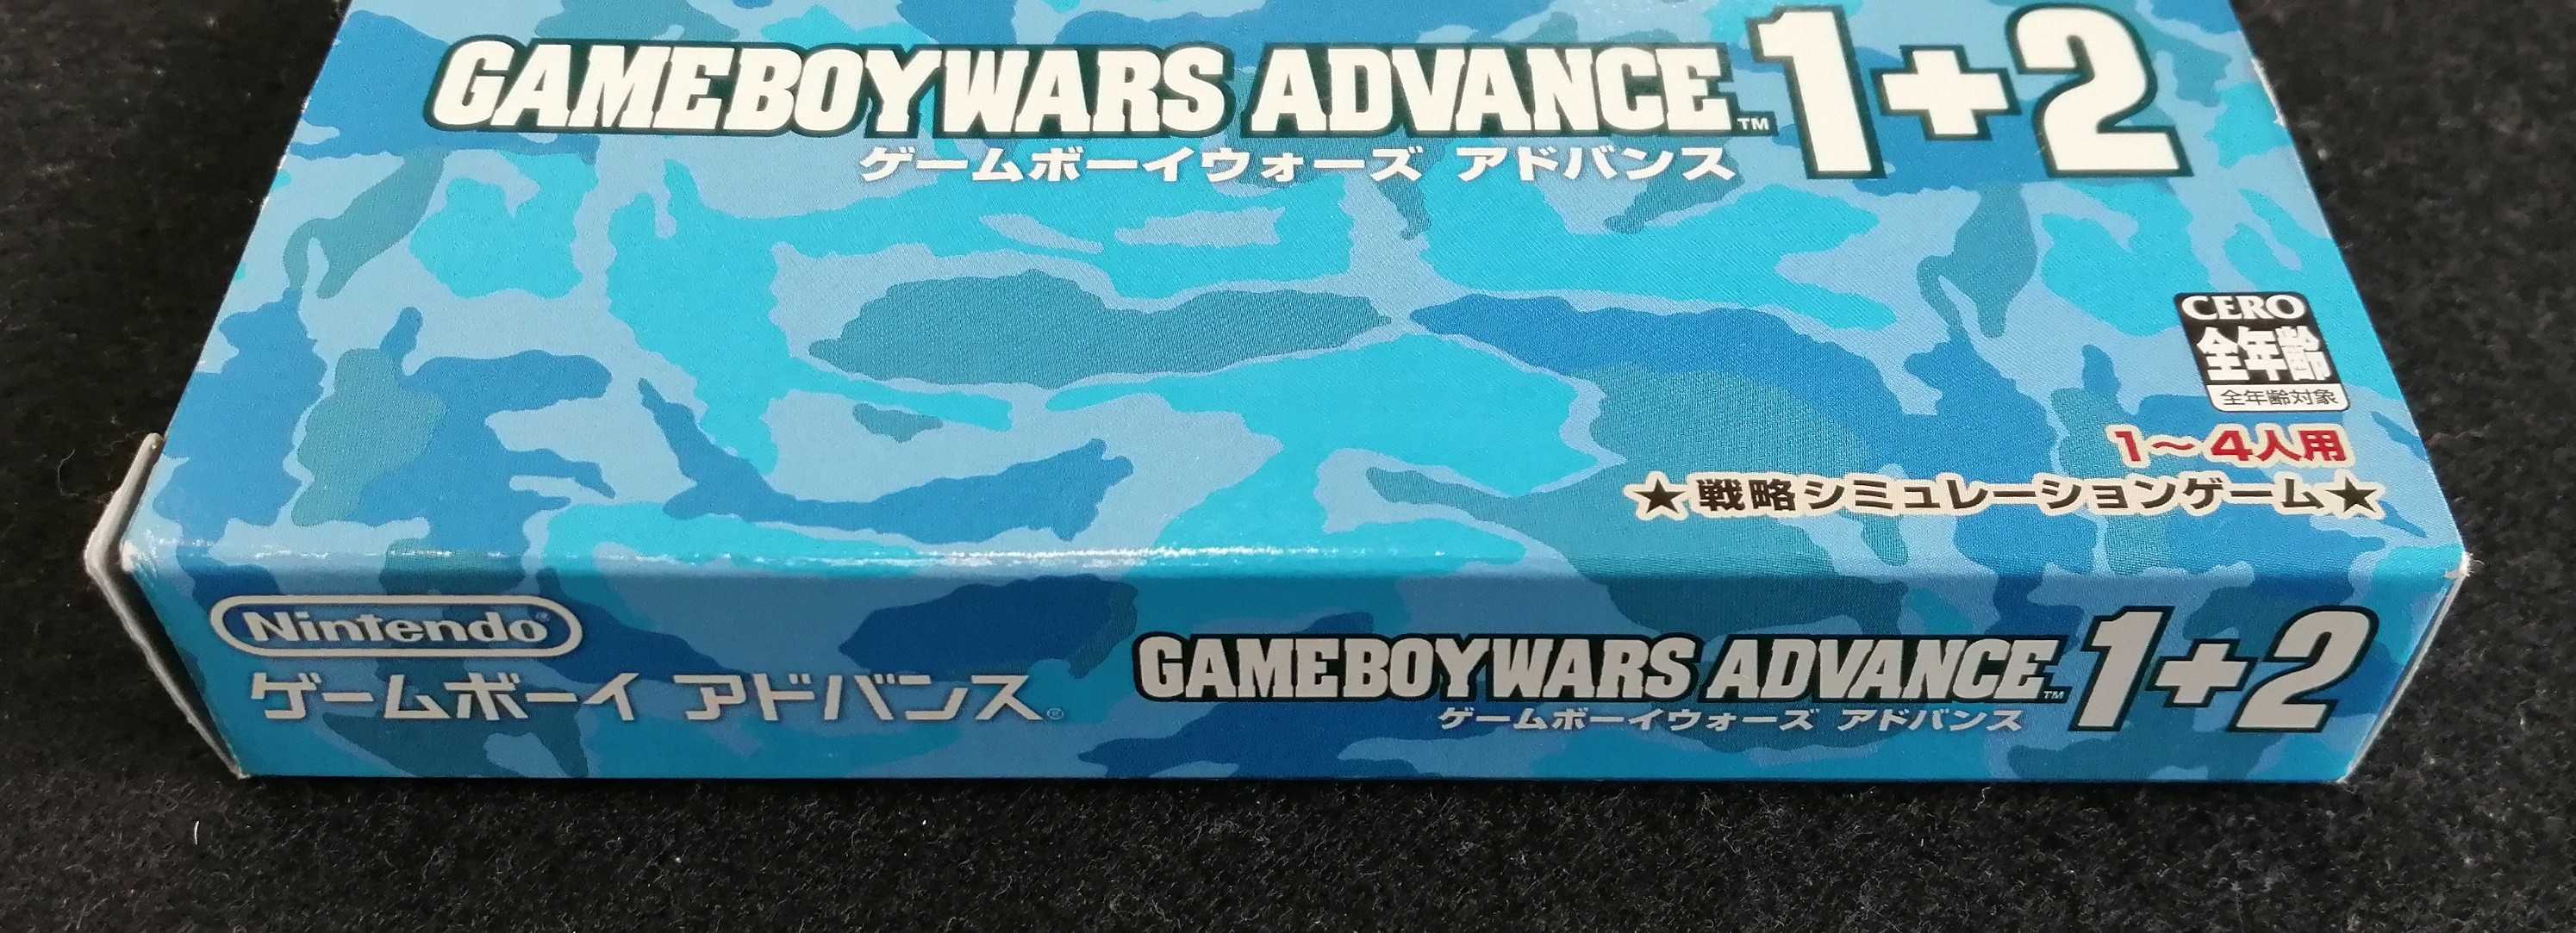 GAMEBOYWARS ADVANCE™ 1+2
ゲームボーイウォーズ アドバンス
CERO
全年齢
全年齢対象
1～4人用
★戦略シミュレーションゲーム★
Nintendo®
ゲームボーイ アドバンス®
GAMEBOYWARS ADVANCE™ 1+2
ゲームボーイウォーズ アドバンス